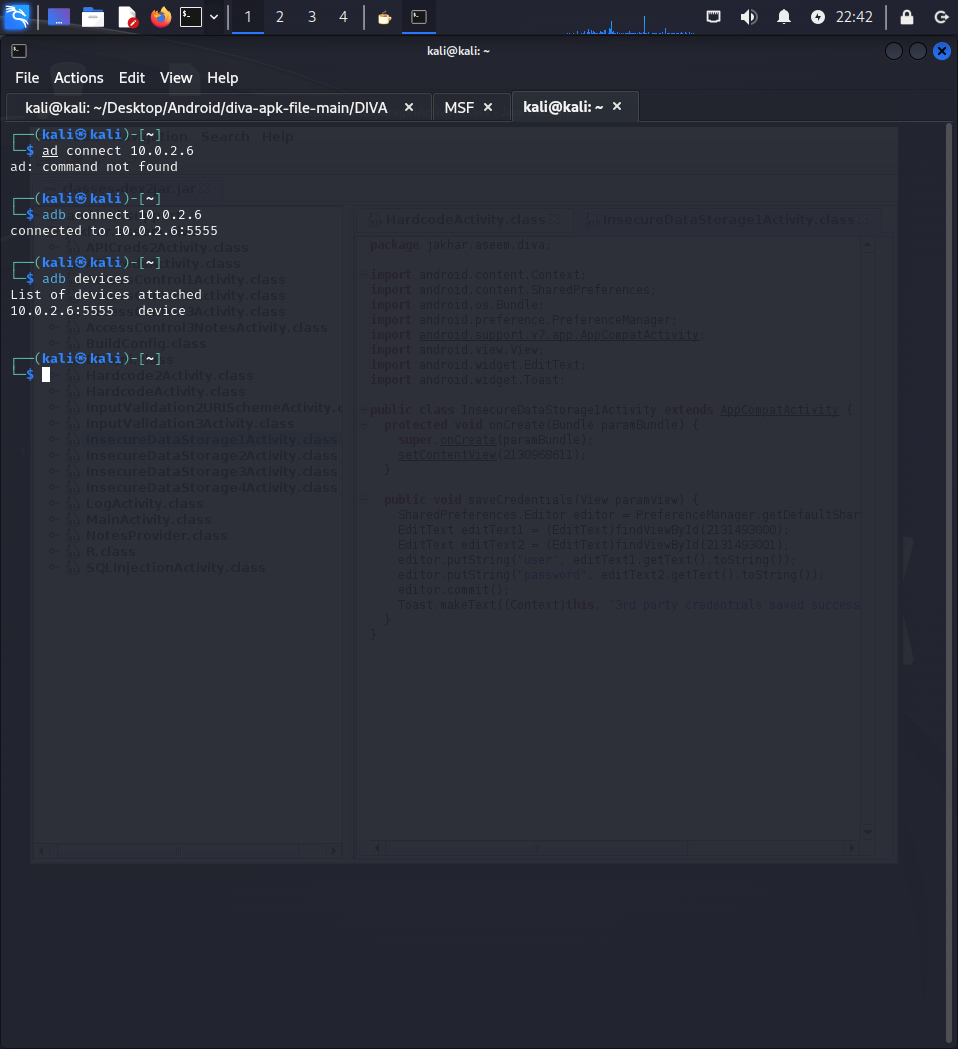 1 2 3 4 22:42
kali@kali: ~
File Actions Edit View Help
kali@kali: ~/Desktop/Android/diva-apk-file-main/DIVA × MSF × kali@kali: ~ ×
┌──(kali㉿kali)-[~]
└─$ ad connect 10.0.2.6
ad: command not found
┌──(kali㉿kali)-[~]
└─$ adb connect 10.0.2.6
connected to 10.0.2.6:5555
┌──(kali㉿kali)-[~]
└─$ adb devices
List of devices attached
10.0.2.6:5555 device
┌──(kali㉿kali)-[~]
└─$
Search Help
classes-dex2jar.jar
APICreds2Activity.class
AccessControl3NotesActivity.class
BuildConfig.class
Hardcode2Activity.class
HardcodeActivity.class
InputValidation2URISchemeActivity.c
InputValidation3Activity.class
InsecureDataStorage1Activity.class
InsecureDataStorage2Activity.class
InsecureDataStorage3Activity.class
InsecureDataStorage4Activity.class
LogActivity.class
MainActivity.class
NotesProvider.class
R.class
SQLInjectionActivity.class
HardcodeActivity.class InsecureDataStorage1Activity.class
package jakhar.aseem.diva;
import android.content.Context;
import android.content.SharedPreferences;
import android.os.Bundle;
import android.preference.PreferenceManager;
import android.support.v7.app.AppCompatActivity;
import android.view.View;
import android.widget.EditText;
import android.widget.Toast;
public class InsecureDataStorage1Activity extends AppCompatActivity {
protected void onCreate(Bundle paramBundle) {
super.onCreate(paramBundle);
setContentView(2130968611);
}
public void saveCredentials(View paramView) {
SharedPreferences.Editor editor = PreferenceManager.getDefaultShar
EditText editText1 = (EditText)findViewById(2131493000);
EditText editText2 = (EditText)findViewById(2131493001);
editor.putString("user", editText1.getText().toString());
editor.putString("password", editText2.getText().toString());
editor.commit();
Toast.makeText((Context)this, "3rd party credentials saved success
}
}